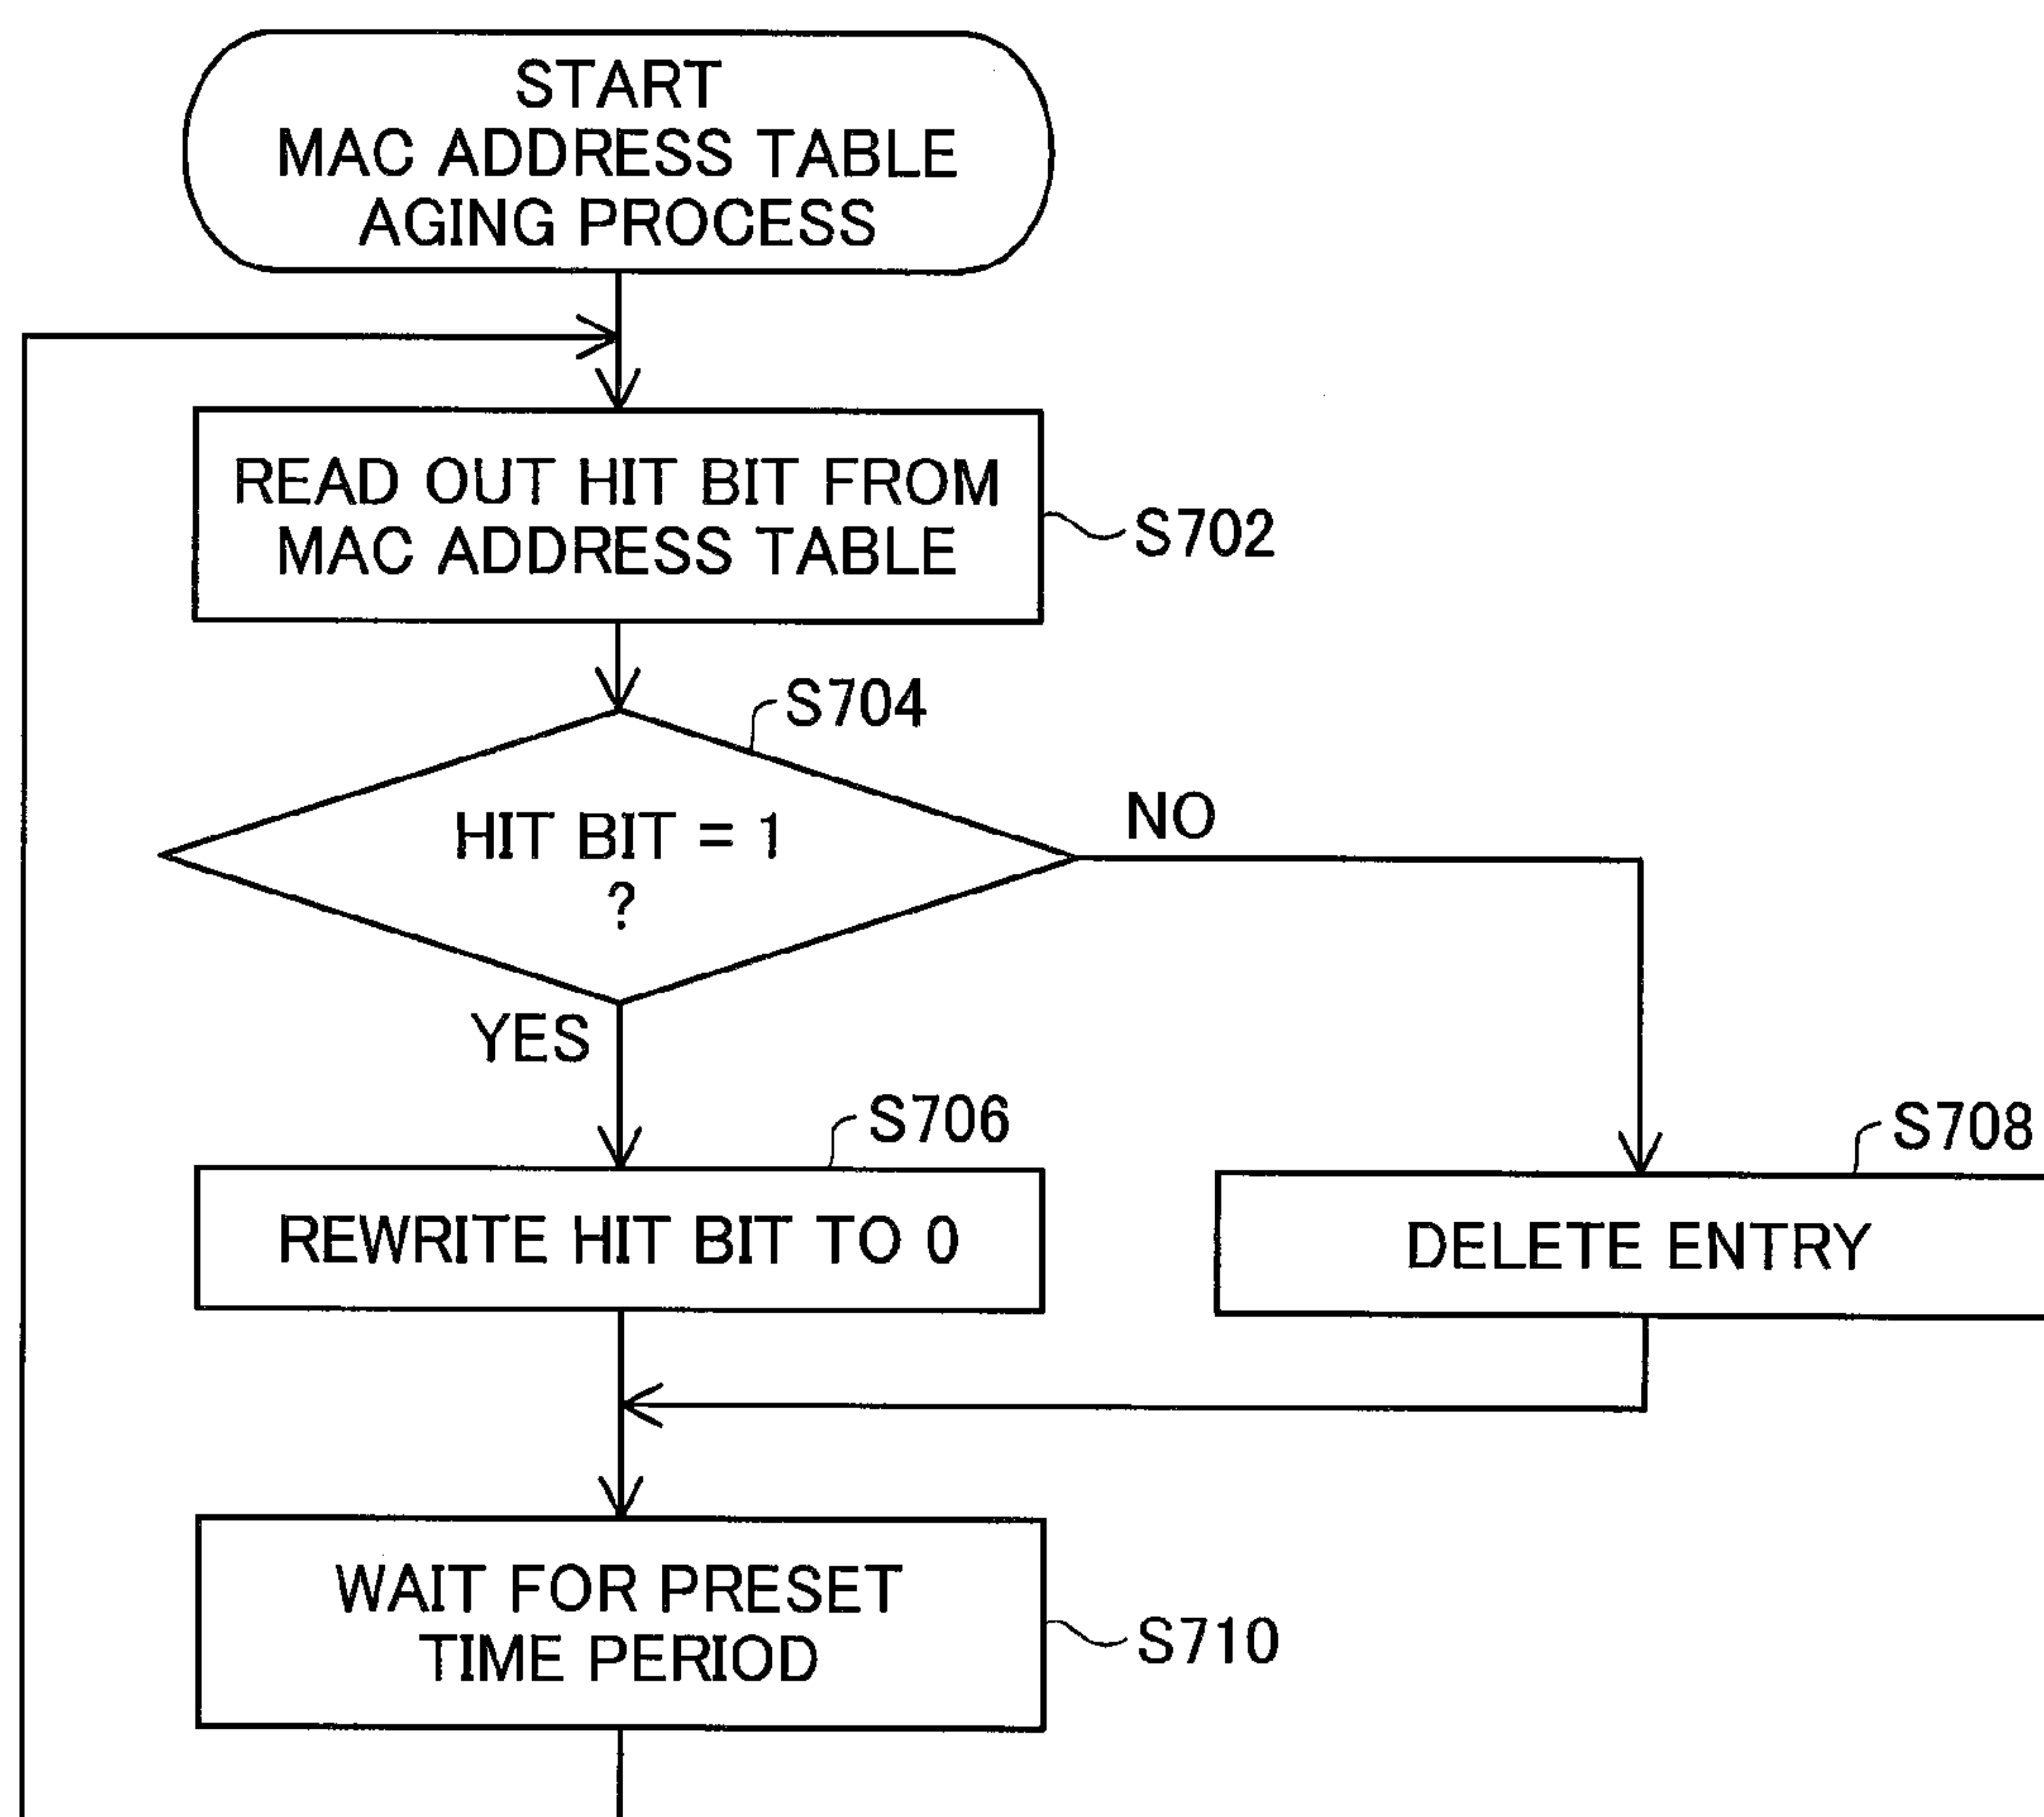 START
MAC ADDRESS TABLE
AGING PROCESS
READ OUT HIT BIT FROM
MAC ADDRESS TABLE
S702
S704
HIT BIT = 1
?
NO
YES
S706
REWRITE HIT BIT TO 0
S708
DELETE ENTRY
WAIT FOR PRESET
TIME PERIOD
S710